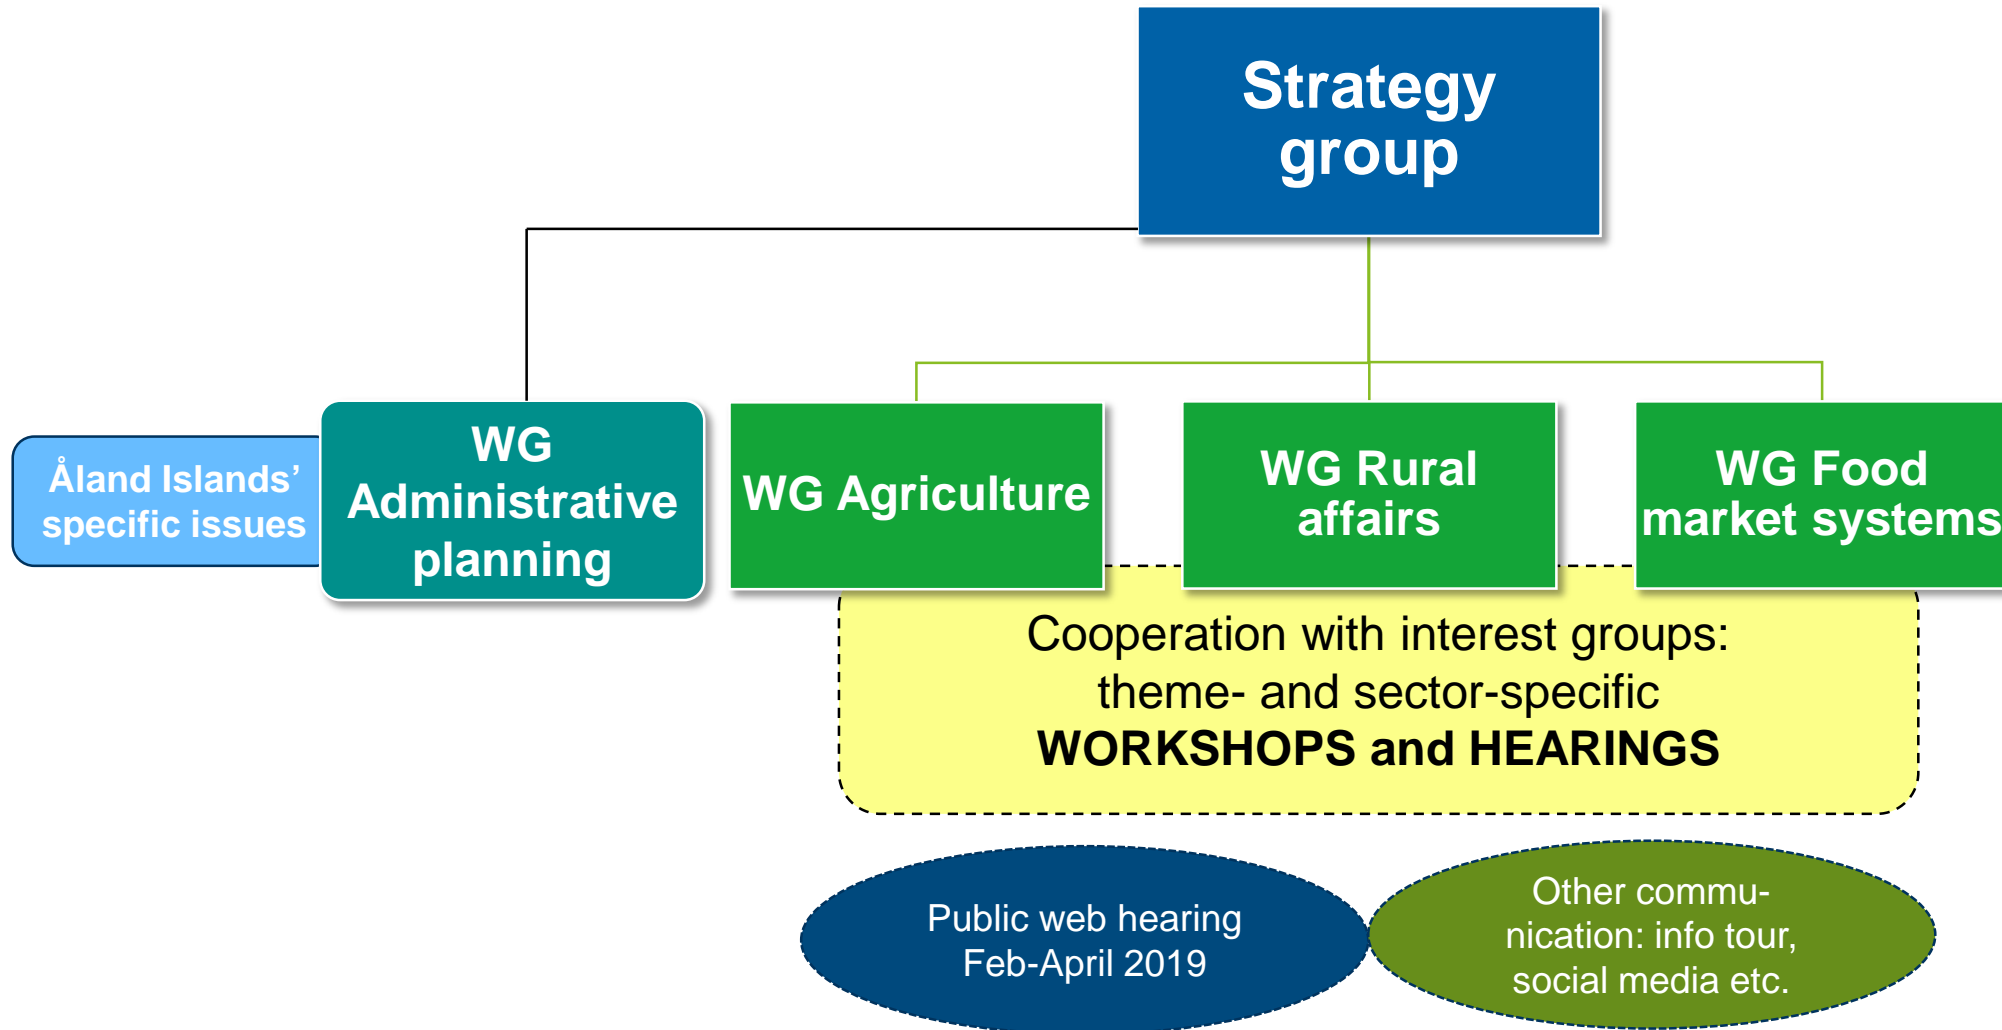 Strategy
group
Åland Islands’
specific issues
WG
Administrative
planning
WG Agriculture
WG Rural
affairs
WG Food
market systems
Cooperation with interest groups:
theme- and sector-specific
WORKSHOPS and HEARINGS
Public web hearing
Feb-April 2019
Other commu-
nication: info tour,
social media etc.